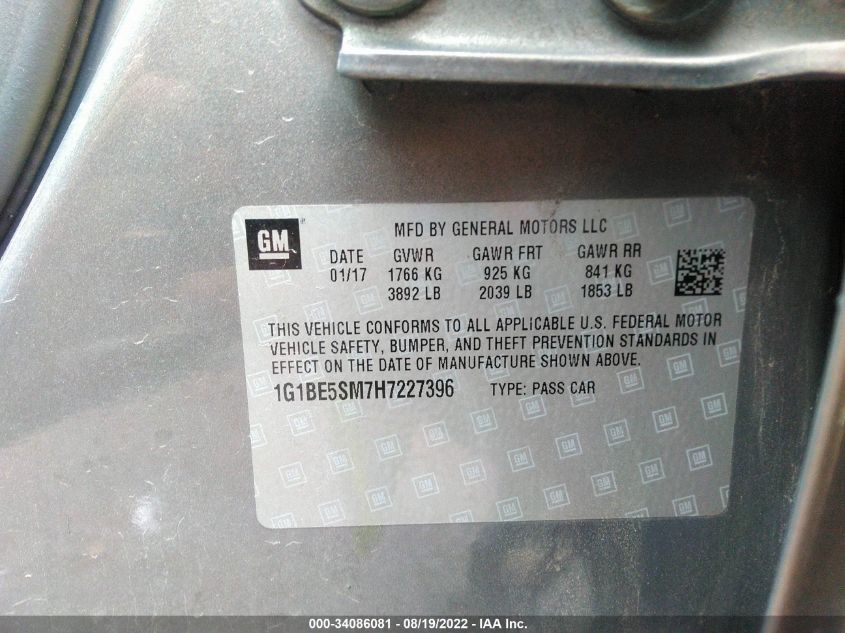 GM
MFD BY GENERAL MOTORS LLC
DATE GVWR GAWR FRT GAWR RR
01/17 1766 KG 925 KG 841 KG
3892 LB 2039 LB 1853 LB
THIS VEHICLE CONFORMS TO ALL APPLICABLE U.S. FEDERAL MOTOR
VEHICLE SAFETY, BUMPER, AND THEFT PREVENTION STANDARDS IN
EFFECT ON THE DATE OF MANUFACTURE SHOWN ABOVE.
1G1BE5SM7H7227396 TYPE: PASS CAR
000-34086081 - 08/19/2022 - IAA Inc.